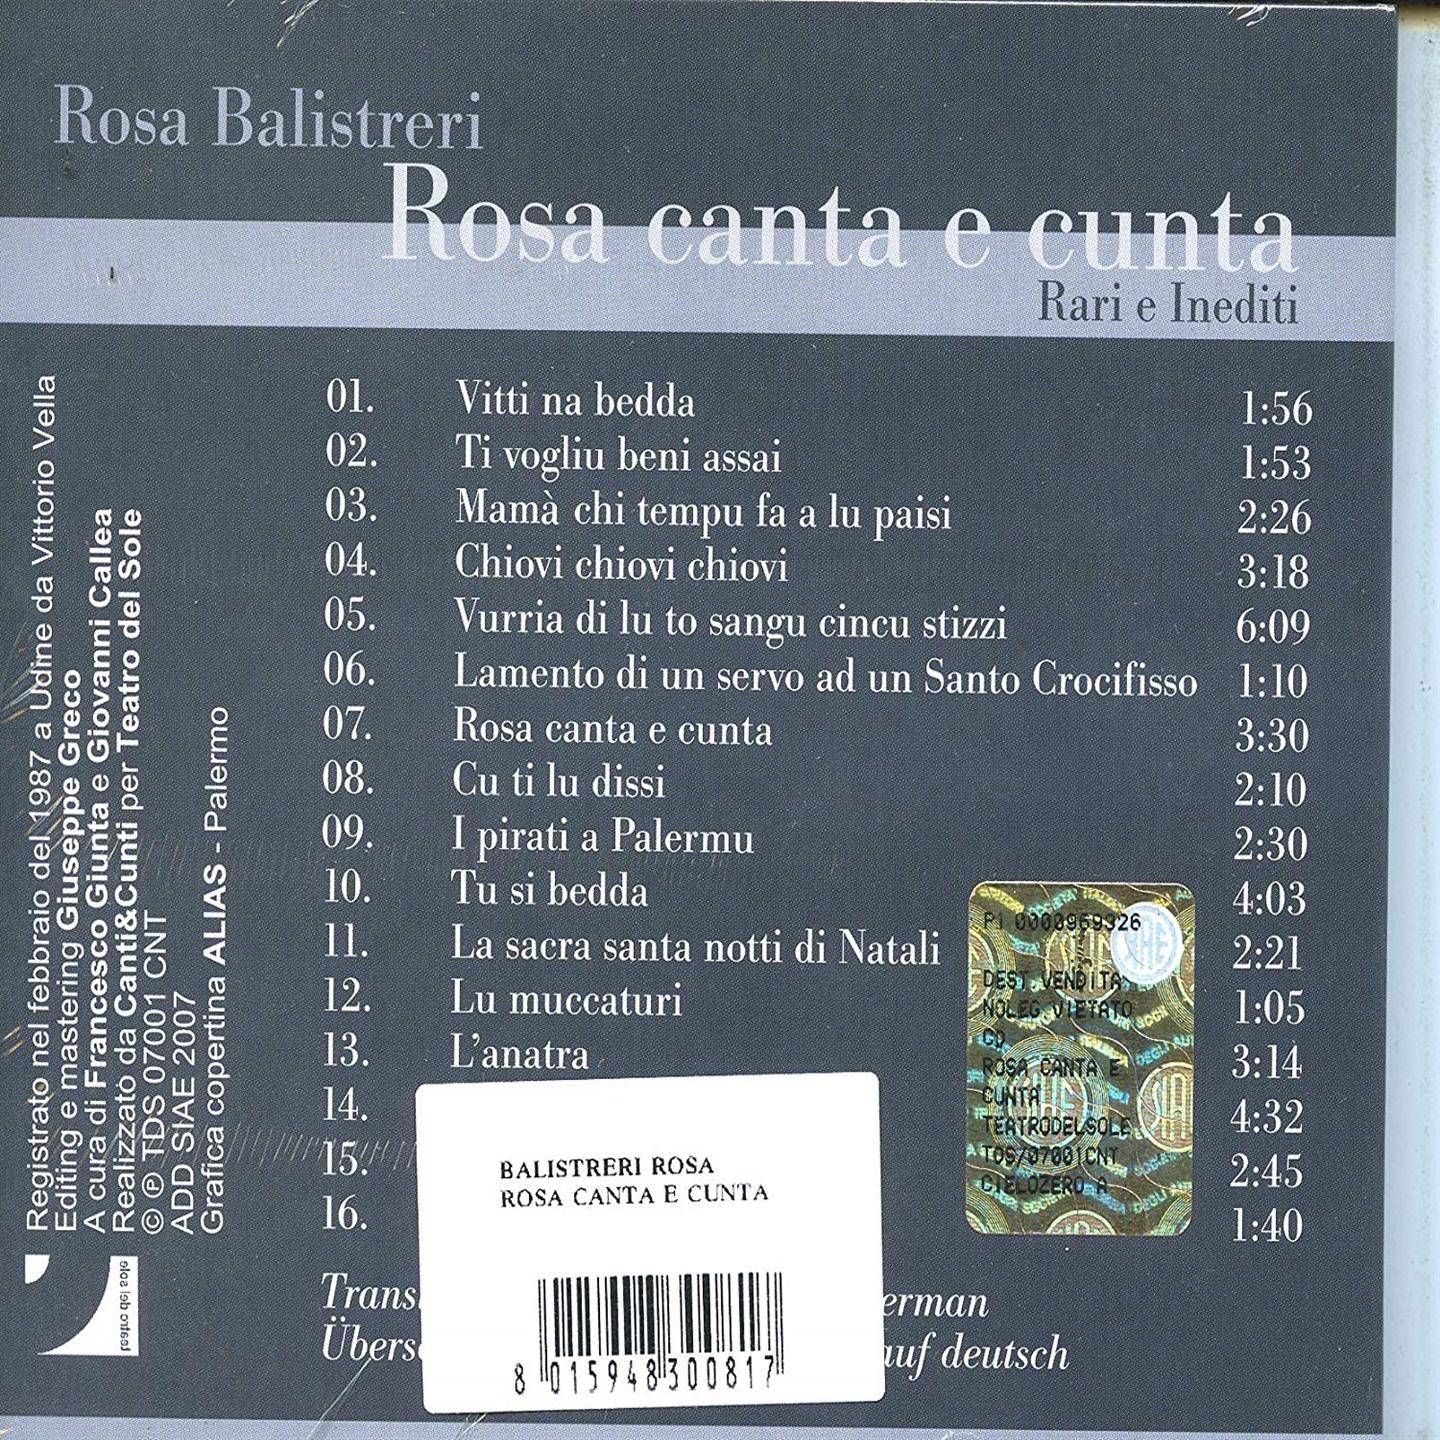 Rosa Balistreri
Rosa canta e cunta
Rari e Inediti
01. Vitti na bedda 1:56
02. Ti vogliu beni assai 1:53
03. Mamà chi tempu fa a lu paisi 2:26
04. Chiovi chiovi chiovi 3:18
05. Vurria di lu to sangu cincu stizzi 6:09
06. Lamento di un servo ad un Santo Crocifisso 1:10
07. Rosa canta e cunta 3:30
08. Cu ti lu dissi 2:10
09. I pirati a Palermu 2:30
10. Tu si bedda 4:03
11. La sacra santa notti di Natali 2:21
12. Lu muccaturi 1:05
13. L'anatra 3:14
14. 4:32
15. 2:45
16. 1:40
auf deutsch
Registrato nel febbraio del 1987 a Udine da Vittorio Vella
Editing e mastering Giuseppe Greco
A cura di Francesco Giunta e Giovanni Callea
Realizzato da Canti&Cunti per Teatro del Sole
© ℗ TDS 07001 CNT
ADD SIAE 2007
Grafica copertina ALIAS - Palermo
teatro del sole
BALISTRERI ROSA
ROSA CANTA E CUNTA
8 015948 300817
PI 0000969326
DEST VENDITA
NOLEG VIETATO
CD
ROSA CANTA E
CUNTA
TEATRODELSOLE
TDS/07001CNT
CIELOZERO A